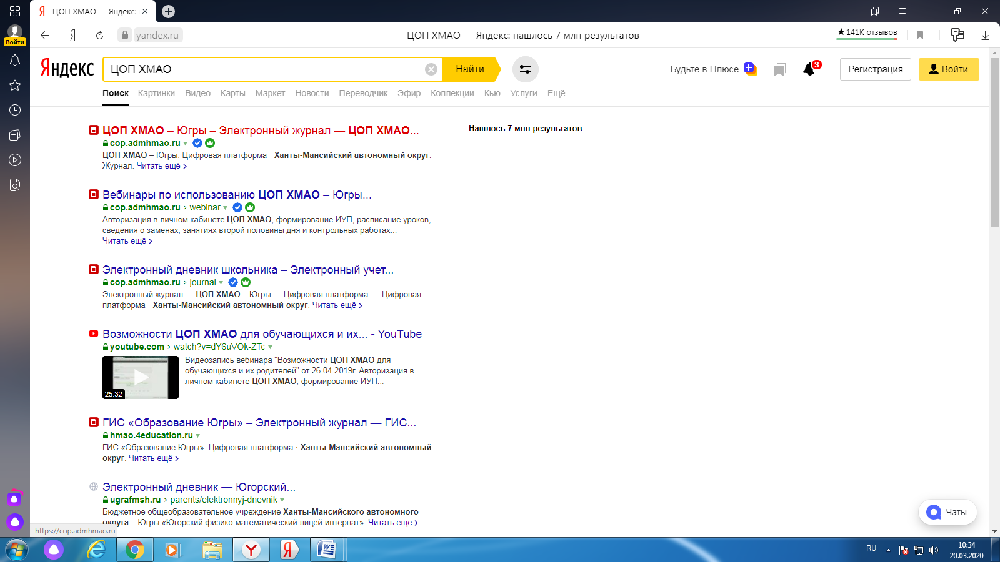 ЦОП ХМАО — Яндекс:
Войти
yandex.ru
ЦОП ХМАО — Яндекс: нашлось 7 млн результатов
★141K отзывов
Яндекс
ЦОП ХМАО
Найти
Будьте в Плюсе
3
Регистрация
Войти
Поиск Картинки Видео Карты Маркет Новости Переводчик Эфир Коллекции Кью Услуги Ещё
ЦОП ХМАО – Югры – Электронный журнал — ЦОП ХМАО...
cop.admhmao.ru
ЦОП ХМАО – Югры. Цифровая платформа · Ханты-Мансийский автономный округ.
Журнал. Читать ещё >
Нашлось 7 млн результатов
Вебинары по использованию ЦОП ХМАО – Югры...
cop.admhmao.ru > webinar
Авторизация в личном кабинете ЦОП ХМАО, формирование ИУП, расписание уроков,
сведения о заменах, занятиях второй половины дня и контрольных работах...
Читать ещё >
Электронный дневник школьника – Электронный учет...
cop.admhmao.ru > journal
Электронный журнал — ЦОП ХМАО – Югры — Цифровая платформа. ... Цифровая
платформа · Ханты-Мансийский автономный округ. Читать ещё >
Возможности ЦОП ХМАО для обучающихся и их... - YouTube
youtube.com > watch?v=dY6uVOk-ZTc
25:32
Видеозапись вебинара "Возможности ЦОП ХМАО для
обучающихся и их родителей" от 26.04.2019г. Авторизация в
личном кабинете ЦОП ХМАО, формирование ИУП...
ГИС «Образование Югры» – Электронный журнал — ГИС...
hmao.4education.ru
ГИС «Образование Югры». Цифровая платформа · Ханты-Мансийский автономный
округ. Читать ещё >
Электронный дневник — Югорский...
ugrafmsh.ru > parents/elektronnyj-dnevnik
Бюджетное общеобразовательное учреждение Ханты-Мансийского автономного
округа – Югры «Югорский физико-математический лицей-интернат». Читать ещё >
Чаты
https://cop.admhmao.ru
RU
10:34
20.03.2020